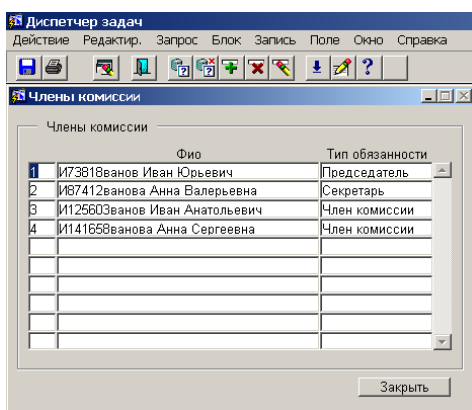 Диспетчер задач
Действие Редактир. Запрос Блок Запись Поле Окно Справка
Члены комиссии
Члены комиссии
Фио Тип обязанности
1 И73818ванов Иван Юрьевич Председатель
2 И87412ванова Анна Валерьевна Секретарь
3 И125603ванов Иван Анатольевич Член комиссии
4 И141658ванова Анна Сергеевна Член комиссии
Закрыть